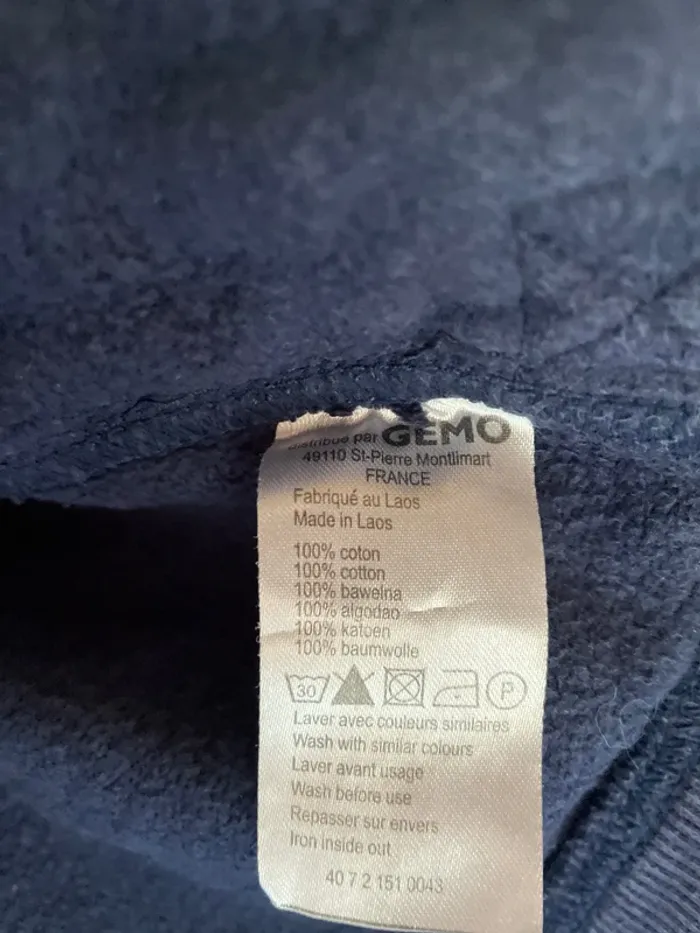 distribué par GEMO
49110 St-Pierre Montlimart
FRANCE
Fabriqué au Laos
Made in Laos
100% coton
100% cotton
100% bawelna
100% algodao
100% katoen
100% baumwolle
30 P
Laver avec couleurs similaires
Wash with similar colours
Laver avant usage
Wash before use
Repasser sur envers
Iron inside out
40 7 2 151 0043